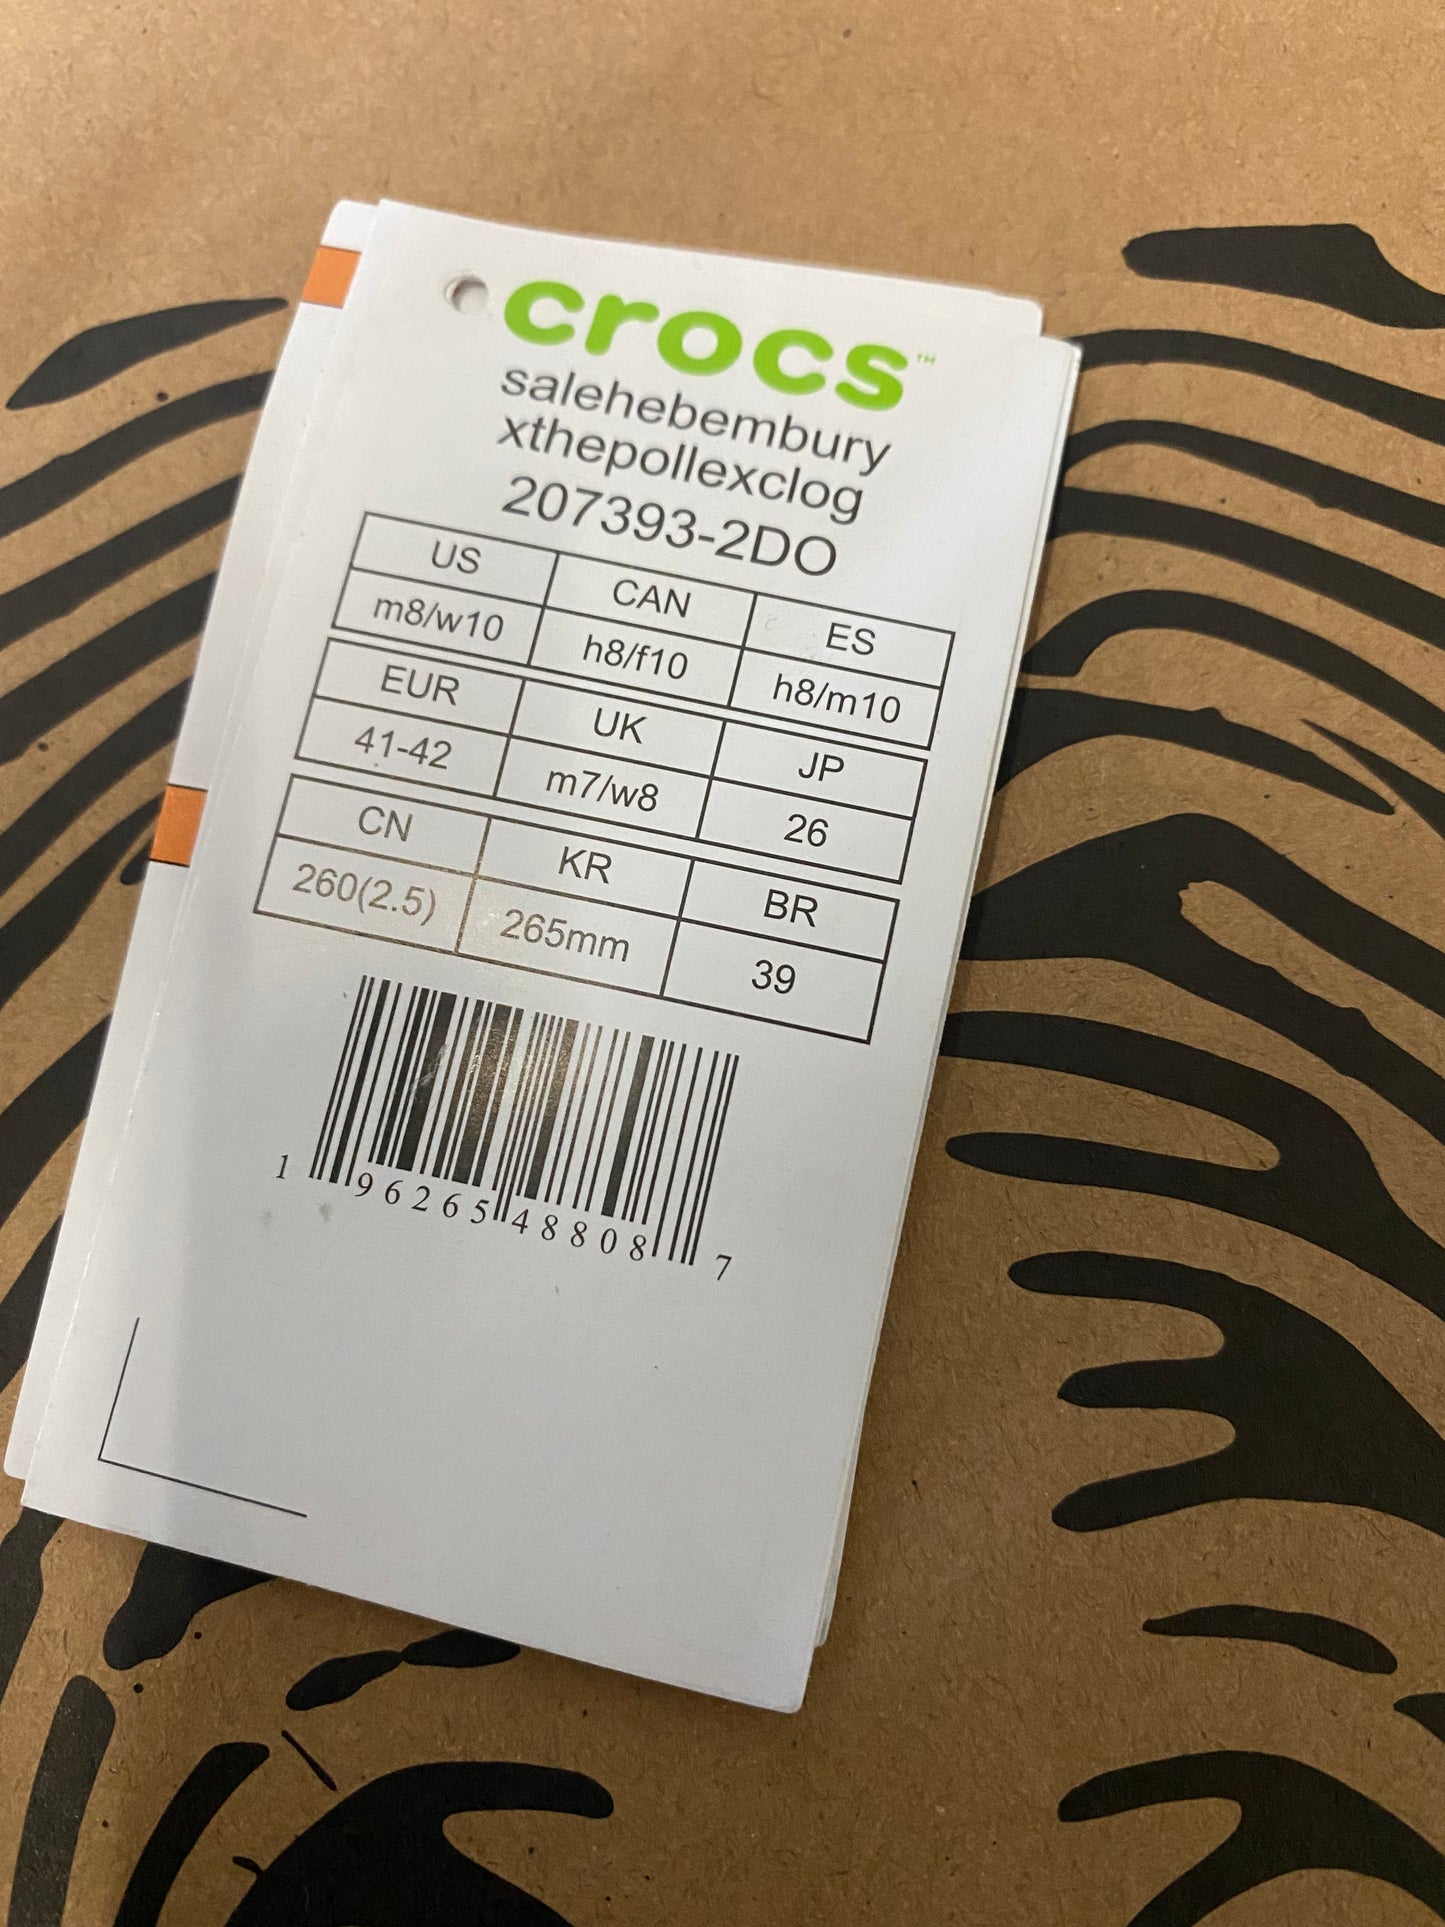 crocs™
salehebembury
xthepollexclog
207393-2DO
US CAN ES
m8/w10 h8/f10 h8/m10
EUR UK JP
41-42 m7/w8 26
CN KR BR
260(2.5) 265mm 39
1 96265 48808 7